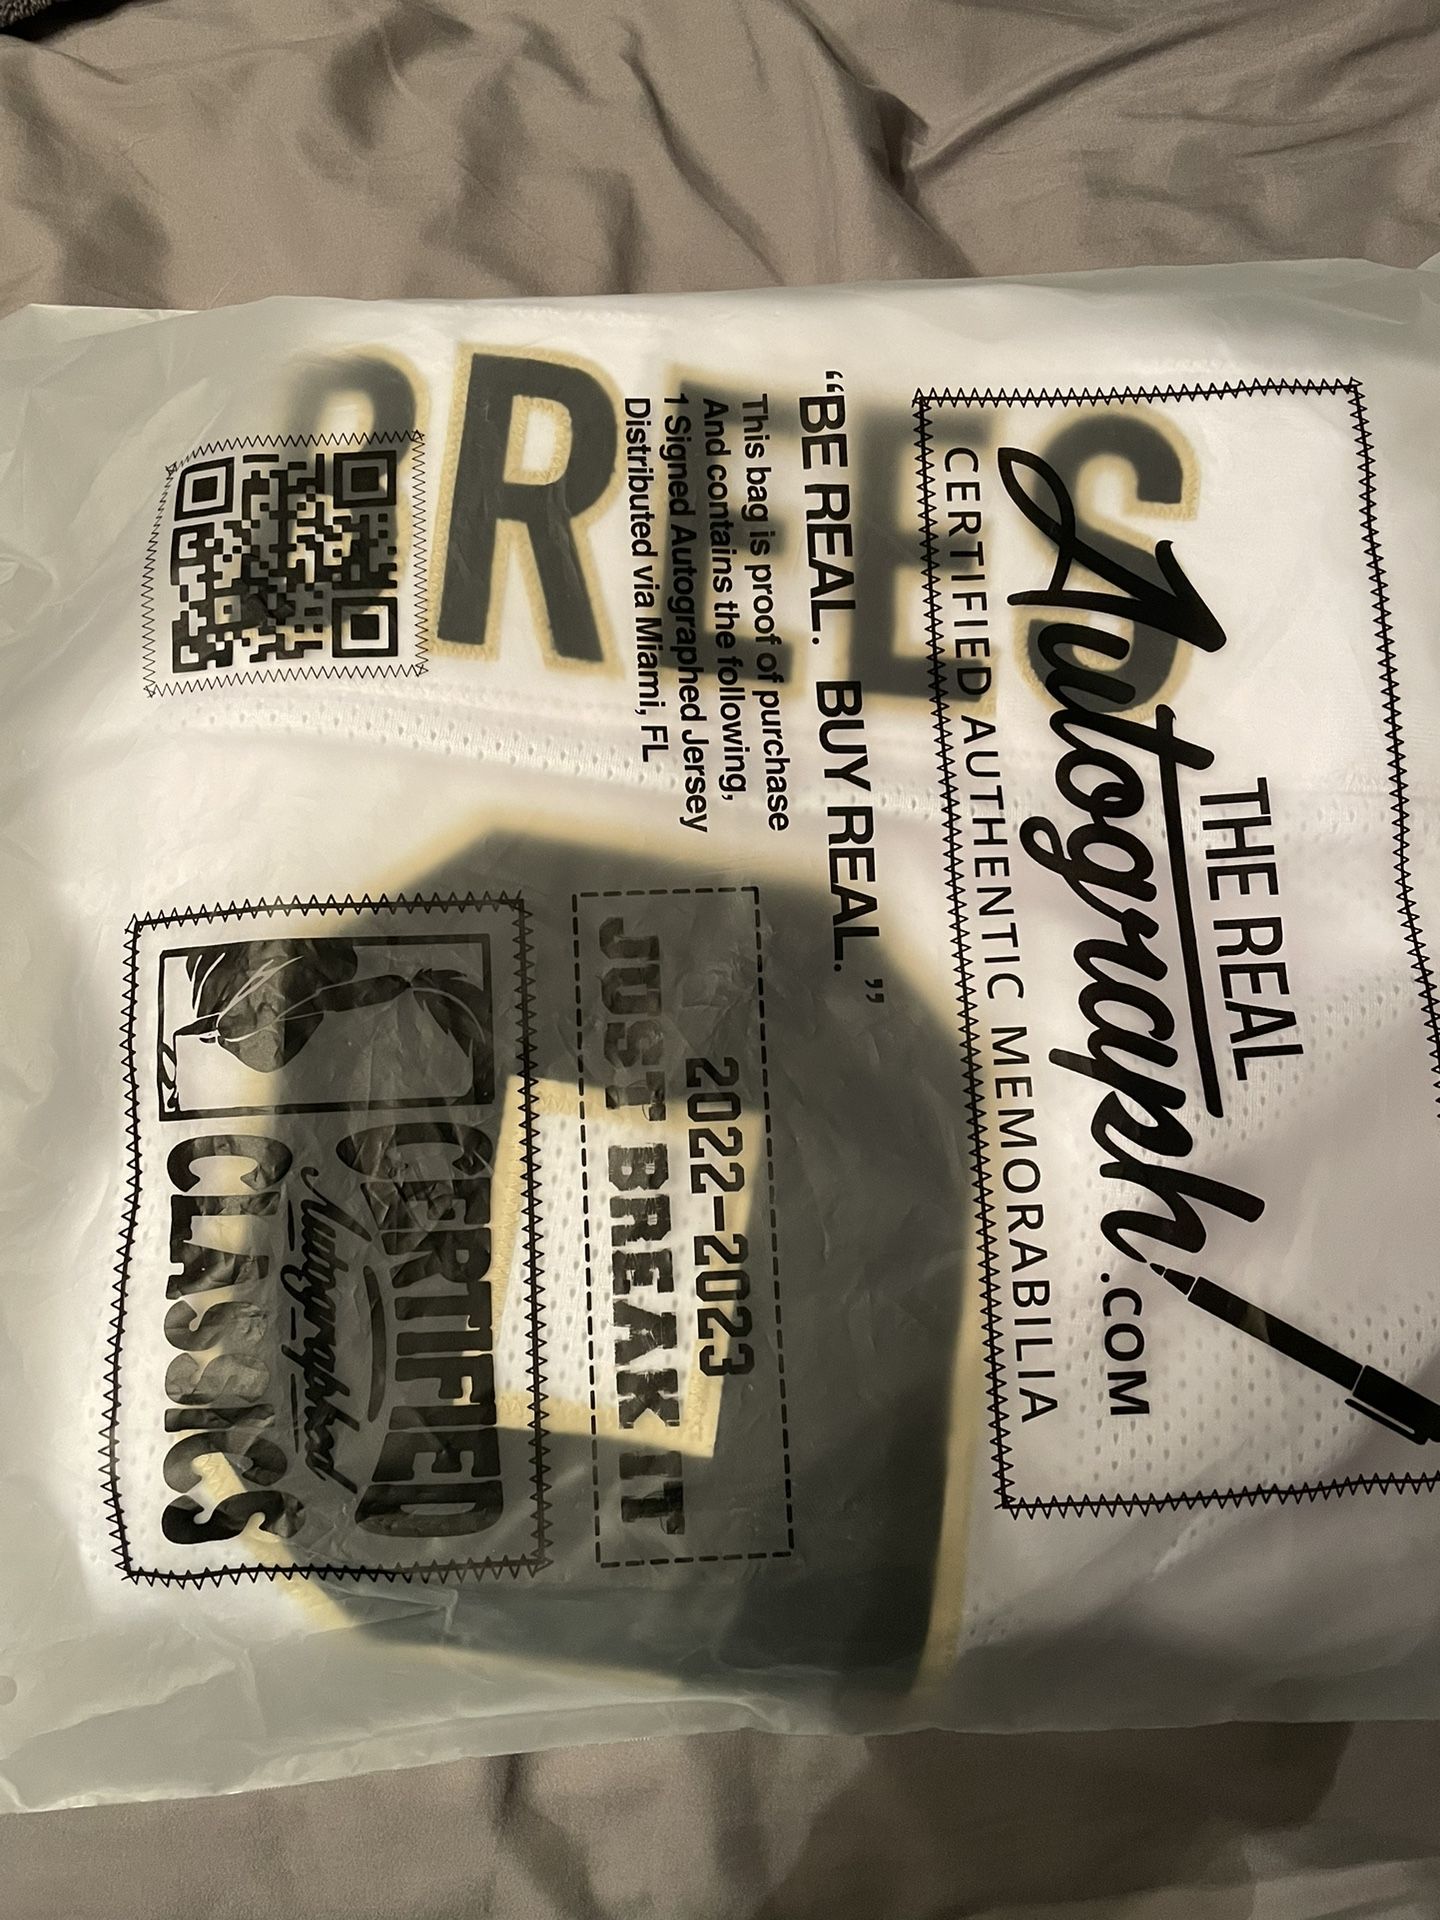 THE REAL
Autograph.COM
CERTIFIED AUTHENTIC MEMORABILIA
“BE REAL. BUY REAL.”
This bag is proof of purchase
And contains the following,
1 Signed Autographed Jersey
Distributed via Miami, FL
2022-2023
JUST BREAK IT
CERTIFIED
Autographed
CLASSICS
BREES